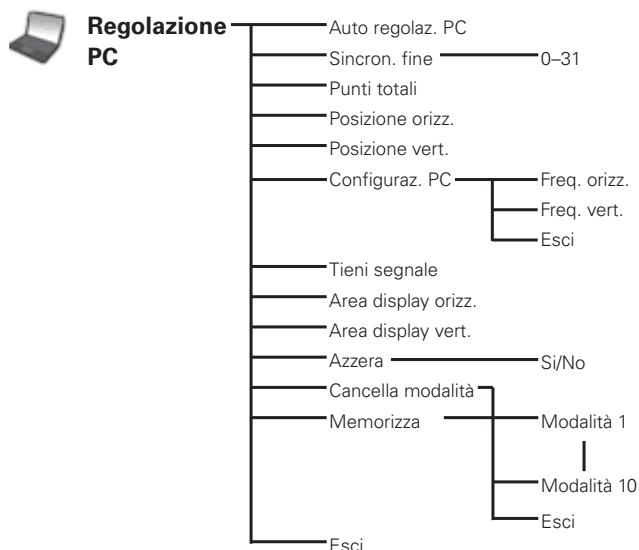 Regolazione
PC
Auto regolaz. PC
Sincron. fine
0–31
Punti totali
Posizione orizz.
Posizione vert.
Configuraz. PC
Freq. orizz.
Freq. vert.
Esci
Tieni segnale
Area display orizz.
Area display vert.
Azzera
Si/No
Cancella modalità
Memorizza
Modalità 1
Modalità 10
Esci
Esci